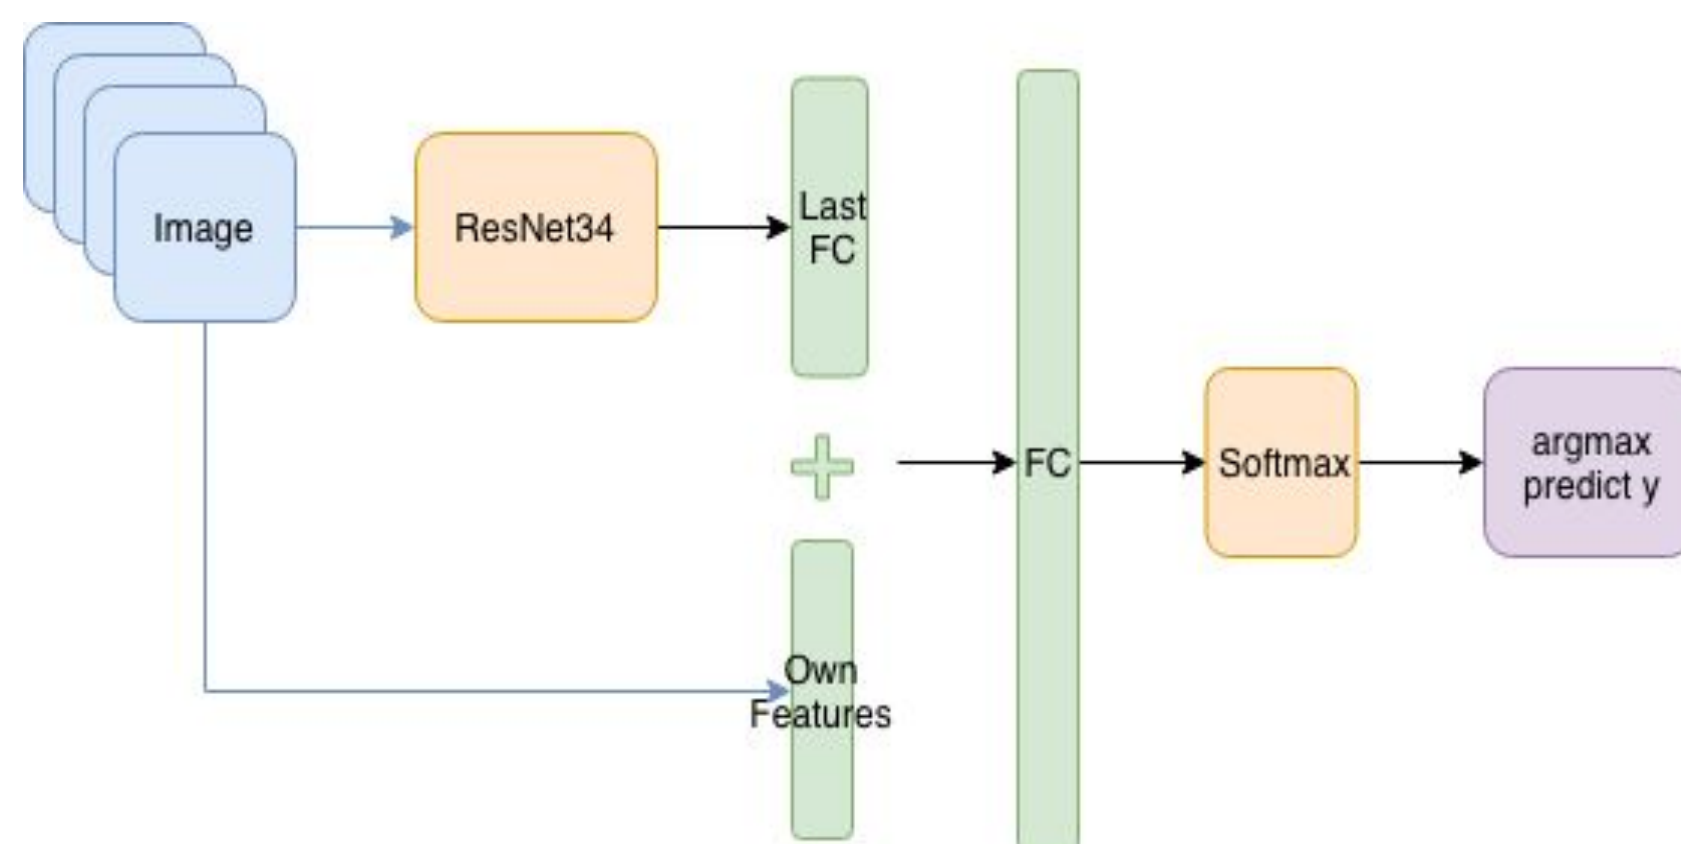 Image
ResNet34
Last
FC
FC
Softmax
argmax
predict y
Own
Features